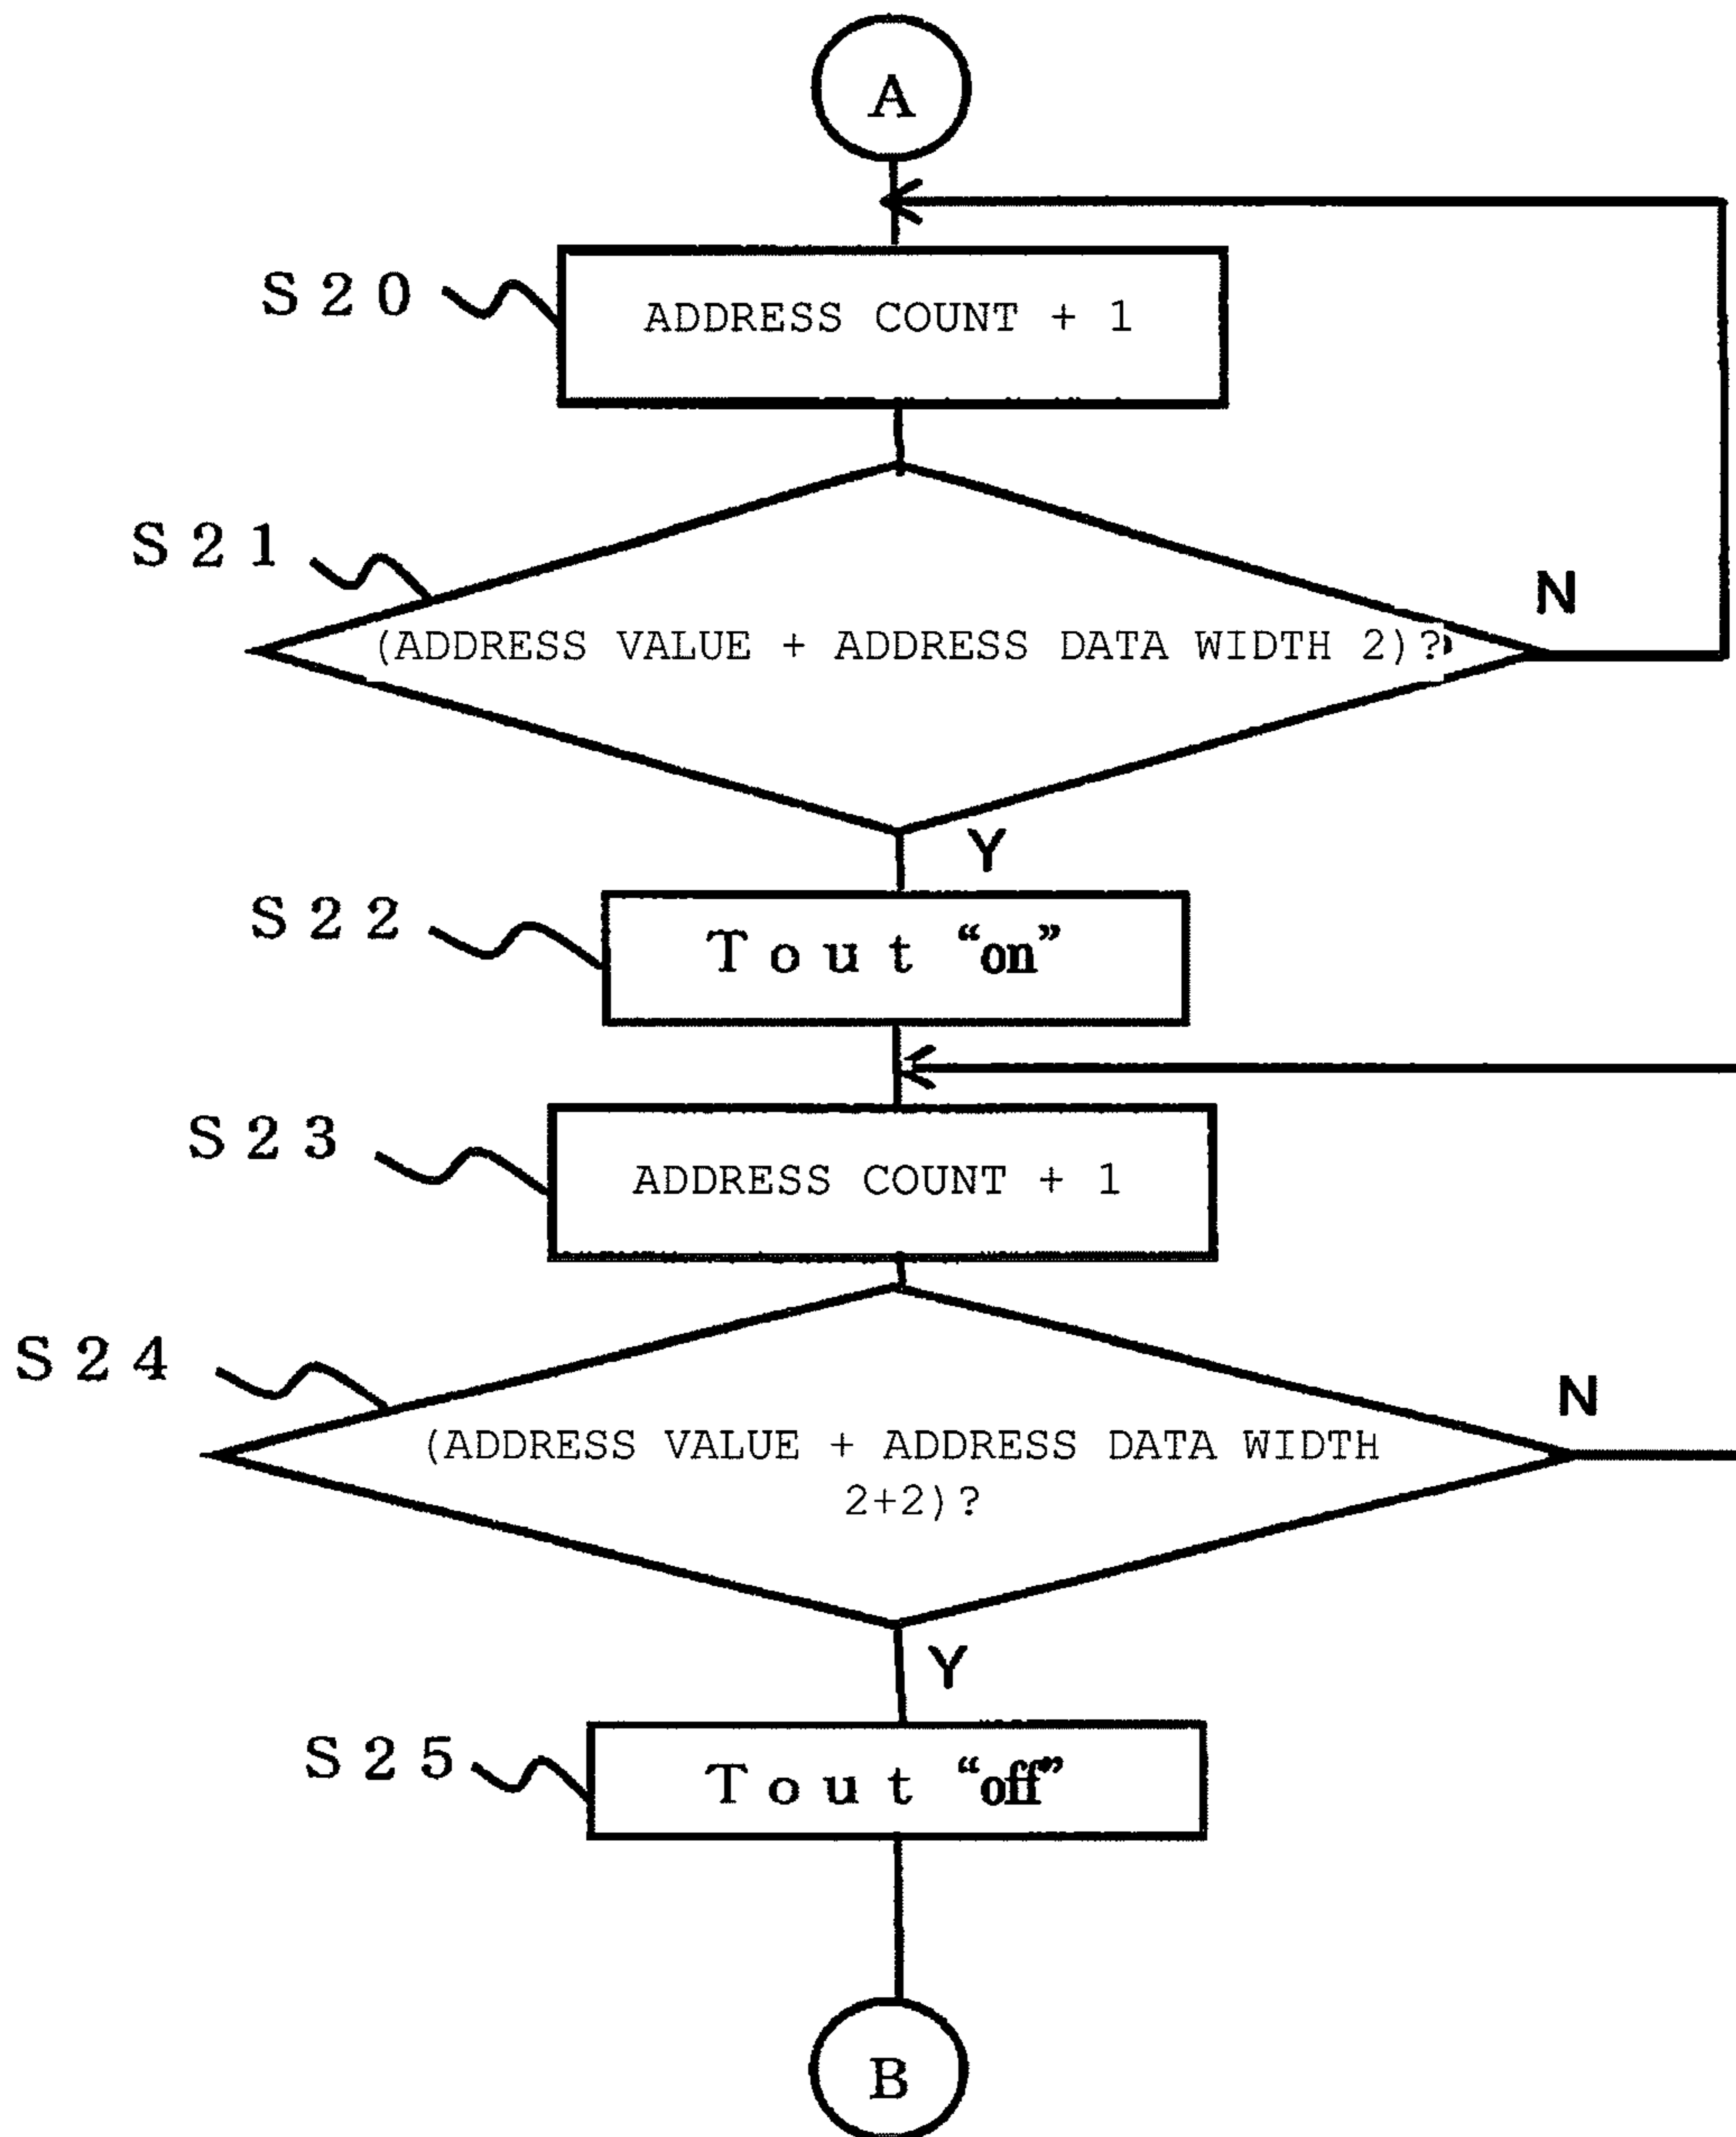 A
S20
ADDRESS COUNT + 1
S21
(ADDRESS VALUE + ADDRESS DATA WIDTH 2)?
N
Y
S22
Tout “on”
S23
ADDRESS COUNT + 1
S24
(ADDRESS VALUE + ADDRESS DATA WIDTH
2+2)?
N
Y
S25
Tout “off”
B